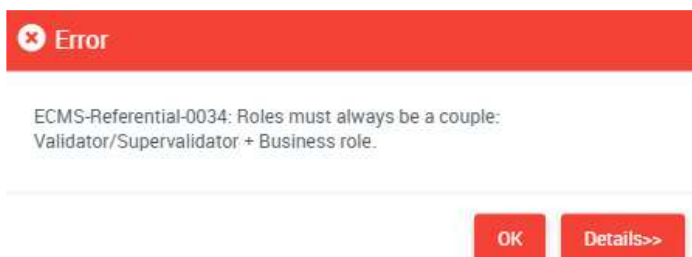 Error
ECMS-Referential-0034: Roles must always be a couple:
Validator/Supervalidator + Business role.
OK
Details>>